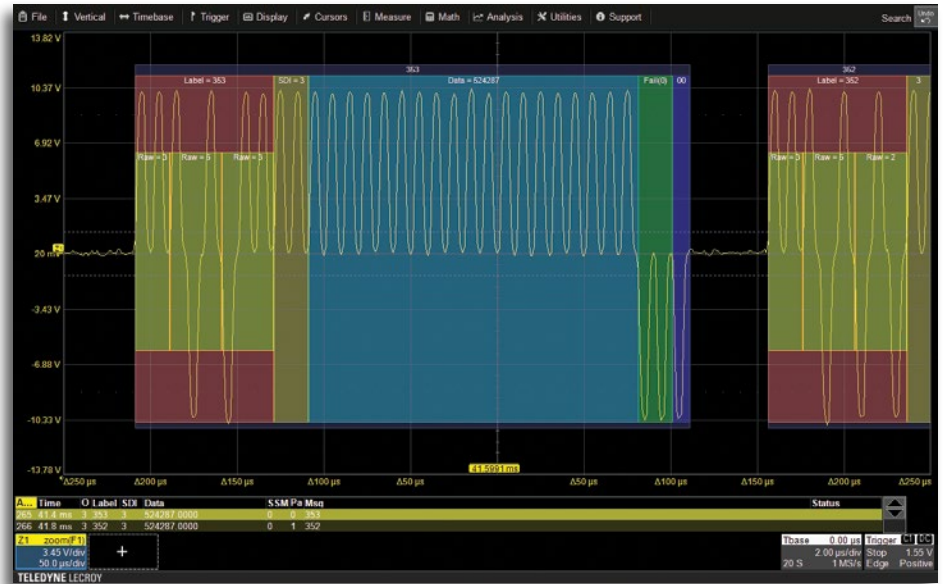 File Vertical Timebase Trigger Display Cursors Measure Math Analysis Utilities Support Search Undo
13.82 V
353 352
Label = 353 SDI = 3 Data = 524287 Fail(0) 00 Label = 352 3
10.37 V
6.92 V
Raw = 3 Raw = 5 Raw = 3 Raw = 3 Raw = 5 Raw = 2
3.47 V
Z1
20 mV
-3.43 V
-6.88 V
-10.33 V
-13.78 V
41.5991 ms
Δ250 µs Δ200 µs Δ150 µs Δ100 µs Δ50 µs Δ50 µs Δ100 µs Δ150 µs Δ200 µs Δ250 µs
A... Time O Label SDI Data SSM Pa Msg Status
265 41.4 ms 3 353 3 524287.0000 0 0 353
266 41.8 ms 3 352 3 524287.0000 0 1 352
Z1 zoom(F1) Tbase 0.00 µs Trigger C1 DC
3.45 V/div + 2.00 µs/div Stop 1.55 V
50.0 µs/div 20 S 1 MS/s Edge Positive
TELEDYNE LECROY